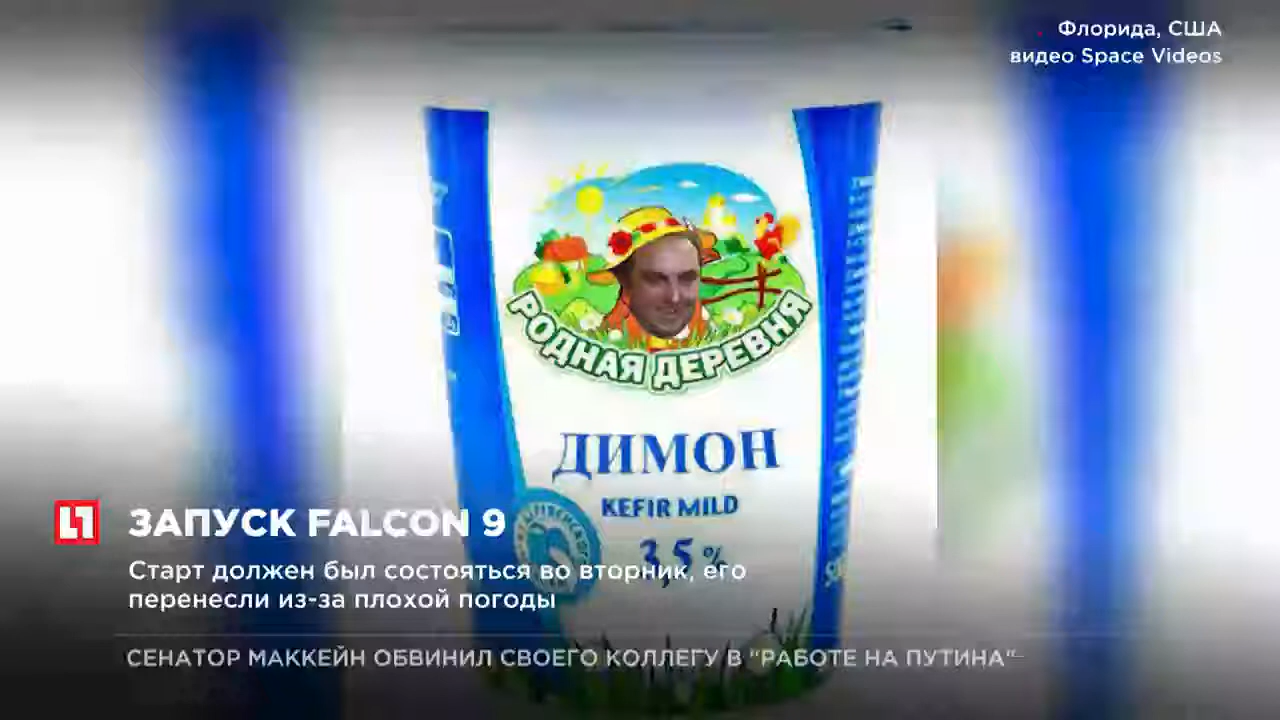 Флорида, США
видео Space Videos
РОДНАЯ ДЕРЕВНЯ
ДИМОН
KEFIR MILD
3,5 %
ЗАПУСК FALCON 9
Старт должен был состояться во вторник, его
перенесли из-за плохой погоды
СЕНАТОР МАККЕЙН ОБВИНИЛ СВОЕГО КОЛЛЕГУ В "РАБОТЕ НА ПУТИНА"